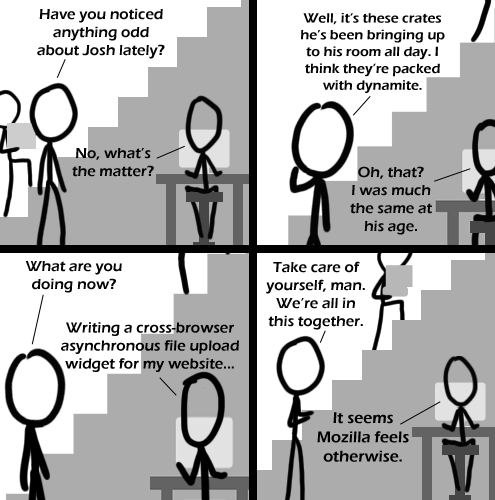 Have you noticed
anything odd
about Josh lately?
No, what's
the matter?
Well, it's these crates
he's been bringing up
to his room all day. I
think they're packed
with dynamite.
Oh, that?
I was much
the same at
his age.
What are you
doing now?
Writing a cross-browser
asynchronous file upload
widget for my website...
Take care of
yourself, man.
We're all in
this together.
It seems
Mozilla feels
otherwise.